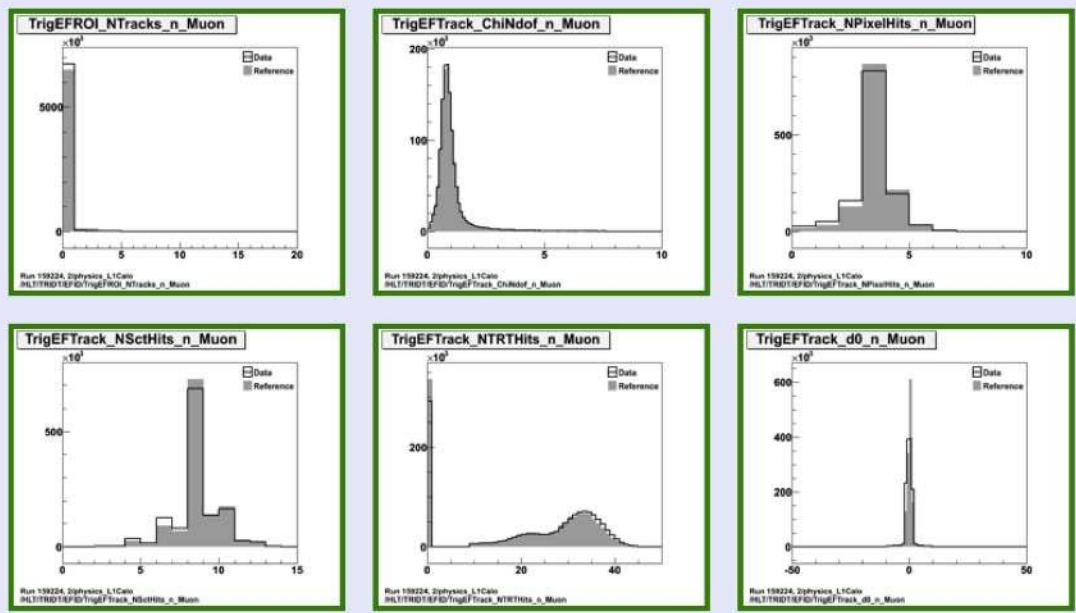 TrigEFROI_NTracks_n_Muon
×10³
Data
Reference
5000
0
0 5 10 15 20
Run 159224, 2/physics_L1Calo
/HLT/TRIDT/EFID/TrigEFROI_NTracks_n_Muon
TrigEFTrack_ChiNdof_n_Muon
×10³
200
Data
Reference
100
0
0 5 10
Run 159224, 2/physics_L1Calo
/HLT/TRIDT/EFID/TrigEFTrack_ChiNdof_n_Muon
TrigEFTrack_NPixelHits_n_Muon
×10³
Data
Reference
500
0
0 5 10
Run 159224, 2/physics_L1Calo
/HLT/TRIDT/EFID/TrigEFTrack_NPixelHits_n_Muon
TrigEFTrack_NSctHits_n_Muon
×10³
Data
Reference
500
0
0 5 10 15
Run 159224, 2/physics_L1Calo
/HLT/TRIDT/EFID/TrigEFTrack_NSctHits_n_Muon
TrigEFTrack_NTRTHits_n_Muon
×10³
Data
Reference
200
0
0 20 40
Run 159224, 2/physics_L1Calo
/HLT/TRIDT/EFID/TrigEFTrack_NTRTHits_n_Muon
TrigEFTrack_d0_n_Muon
×10³
600
Data
Reference
400
200
0
-50 0 50
Run 159224, 2/physics_L1Calo
/HLT/TRIDT/EFID/TrigEFTrack_d0_n_Muon